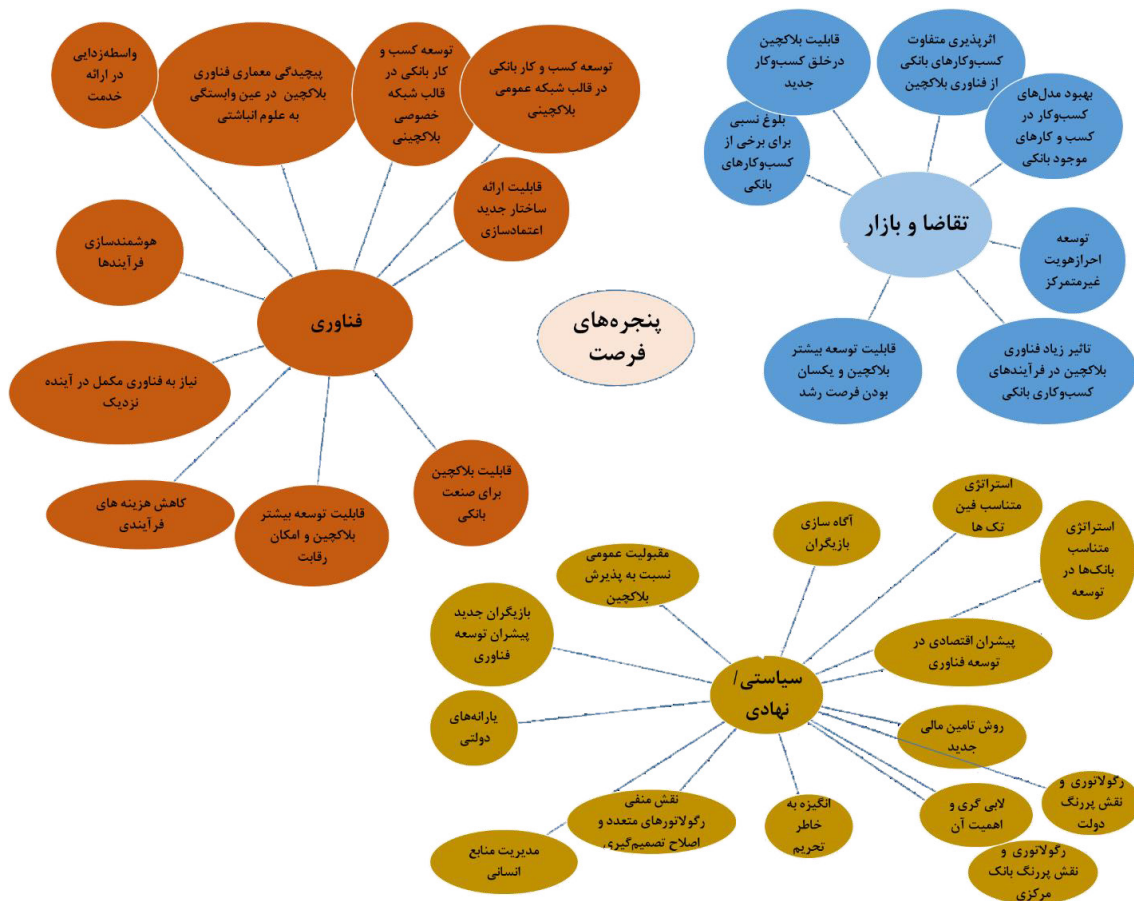 واسطه‌زدایی
در ارائه
خدمت
پیچیدگی معماری فناوری
بلاکچین در عین وابستگی
به علوم انباشتی
توسعه کسب و
کار بانکی در
قالب شبکه
خصوصی
بلاکچینی
توسعه کسب و کار بانکی
در قالب شبکه عمومی
بلاکچینی
قابلیت ارائه
ساختار جدید
اعتمادسازی
هوشمندسازی
فرآیندها
فناوری
نیاز به فناوری مکمل در آینده
نزدیک
کاهش هزینه های
فرآیندی
قابلیت توسعه بیشتر
بلاکچین و امکان
رقابت
قابلیت بلاکچین
برای صنعت
بانکی
پنجره‌های
فرصت
قابلیت بلاکچین
درخلق کسب‌وکار
جدید
اثرپذیری متفاوت
کسب‌وکارهای بانکی
از فناوری بلاکچین
بهبود مدل‌های
کسب‌وکار در
کسب و کارهای
موجود بانکی
بلوغ نسبی
برای برخی از
کسب‌وکارهای
بانکی
تقاضا و بازار
توسعه
احرازهویت
غیرمتمرکز
قابلیت توسعه بیشتر
بلاکچین و یکسان
بودن فرصت رشد
تاثیر زیاد فناوری
بلاکچین در فرآیندهای
کسب‌وکاری بانکی
استراتژی
متناسب فین
تک ها
استراتژی
متناسب
بانک‌ها در
توسعه
آگاه سازی
بازیگران
مقبولیت عمومی
نسبت به پذیرش
بلاکچین
بازیگران جدید
پیشران توسعه
فناوری
پیشران اقتصادی در
توسعه فناوری
سیاستی/
نهادی
یارانه‌های
دولتی
روش تامین مالی
جدید
رگولاتوری و
نقش پررنگ
دولت
لابی گری و
اهمیت آن
انگیزه به
خاطر
تحریم
نقش منفی
رگولاتورهای متعدد و
اصلاح تصمیم‌گیری
مدیریت منابع
انسانی
رگولاتوری و
نقش پررنگ بانک
مرکزی